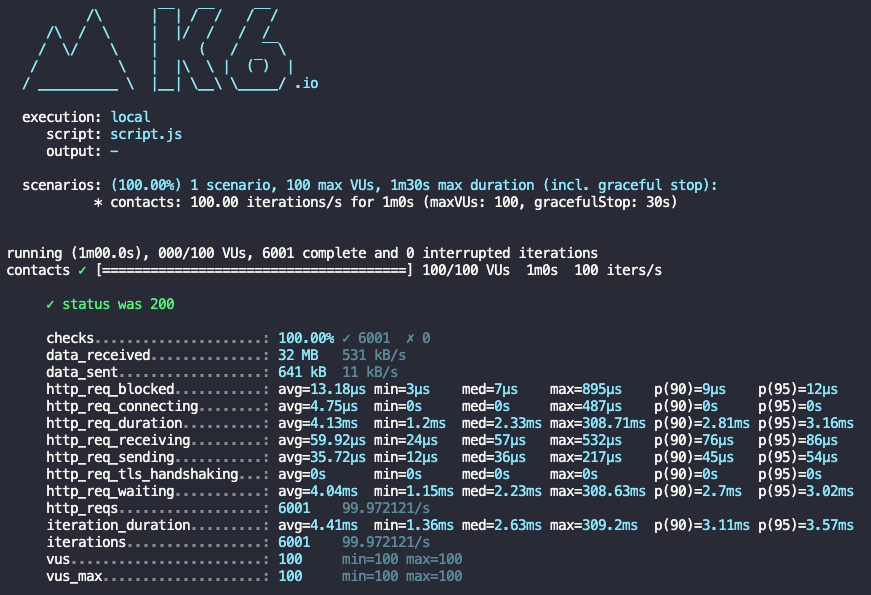 K6 .io
execution: local
script: script.js
output: -
scenarios: (100.00%) 1 scenario, 100 max VUs, 1m30s max duration (incl. graceful stop):
* contacts: 100.00 iterations/s for 1m0s (maxVUs: 100, gracefulStop: 30s)
running (1m00.0s), 000/100 VUs, 6001 complete and 0 interrupted iterations
contacts ✓ [======================================] 100/100 VUs  1m0s  100 iters/s
✓ status was 200
checks.....................: 100.00% ✓ 6001  ✗ 0
data_received..............: 32 MB   531 kB/s
data_sent..................: 641 kB  11 kB/s
http_req_blocked...........: avg=13.18µs min=3µs    med=7µs    max=895µs    p(90)=9µs    p(95)=12µs
http_req_connecting........: avg=4.75µs  min=0s     med=0s     max=487µs    p(90)=0s     p(95)=0s
http_req_duration..........: avg=4.13ms  min=1.2ms  med=2.33ms max=308.71ms p(90)=2.81ms p(95)=3.16ms
http_req_receiving.........: avg=59.92µs min=24µs   med=57µs   max=532µs    p(90)=76µs   p(95)=86µs
http_req_sending...........: avg=35.72µs min=12µs   med=36µs   max=217µs    p(90)=45µs   p(95)=54µs
http_req_tls_handshaking...: avg=0s      min=0s     med=0s     max=0s       p(90)=0s     p(95)=0s
http_req_waiting...........: avg=4.04ms  min=1.15ms med=2.23ms max=308.63ms p(90)=2.7ms  p(95)=3.02ms
http_reqs..................: 6001    99.972121/s
iteration_duration.........: avg=4.41ms  min=1.36ms med=2.63ms max=309.2ms  p(90)=3.11ms p(95)=3.57ms
iterations.................: 6001    99.972121/s
vus........................: 100     min=100 max=100
vus_max....................: 100     min=100 max=100